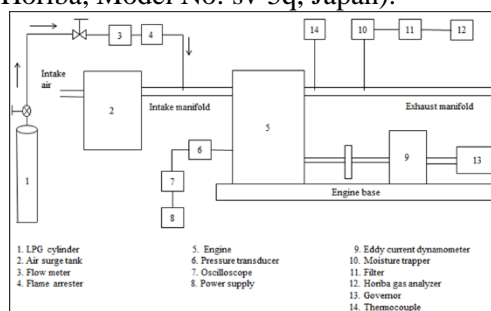 Horiba, Model No: sv-5q, Japan).
14
10
11
12
3
4
Intake
air
2
Intake manifold
5
Exhaust manifold
6
9
13
1
7
8
Engine base
1. LPG cylinder
2. Air surge tank
3. Flow meter
4. Flame arrester
5. Engine
6. Pressure transducer
7. Oscilloscope
8. Power supply
9. Eddy current dynamometer
10. Moisture trapper
11. Filter
12. Horiba gas analyzer
13. Governor
14. Thermocouple